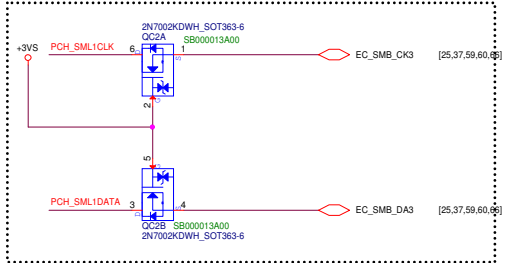 2N7002KDWH_SOT363-6
QC2A
SB000013A00
+3VS
PCH_SML1CLK
6
D
S
1
EC_SMB_CK3
[25,37,59,60,66]
2
G
5
G
PCH_SML1DATA
3
D
S
4
EC_SMB_DA3
[25,37,59,60,66]
QC2B
SB000013A00
2N7002KDWH_SOT363-6